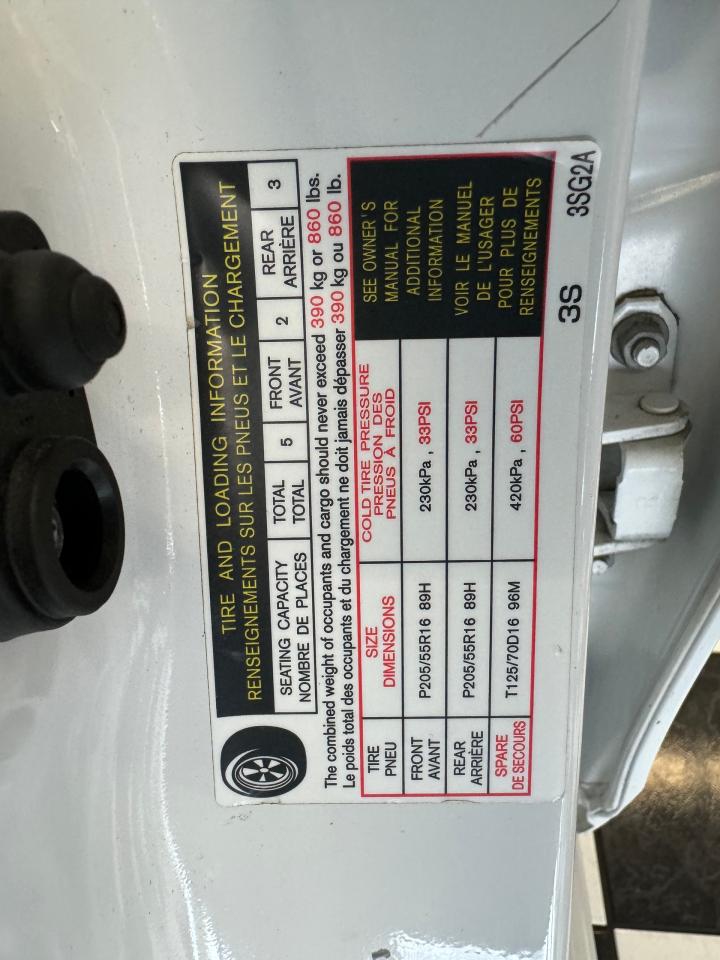 TIRE AND LOADING INFORMATION
RENSEIGNEMENTS SUR LES PNEUS ET LE CHARGEMENT
SEATING CAPACITY
NOMBRE DE PLACES
TOTAL
TOTAL
5
FRONT
AVANT
2
REAR
ARRIÈRE
3
The combined weight of occupants and cargo should never exceed 390 kg or 860 lbs.
Le poids total des occupants et du chargement ne doit jamais dépasser 390 kg ou 860 lb.
TIRE
PNEU
SIZE
DIMENSIONS
COLD TIRE PRESSURE
PRESSION DES
PNEUS À FROID
FRONT
AVANT
P205/55R16 89H
230kPa , 33PSI
REAR
ARRIÈRE
P205/55R16 89H
230kPa , 33PSI
SPARE
DE SECOURS
T125/70D16 96M
420kPa , 60PSI
SEE OWNER'S
MANUAL FOR
ADDITIONAL
INFORMATION
VOIR LE MANUEL
DE L'USAGER
POUR PLUS DE
RENSEIGNEMENTS
3S 3SG2A